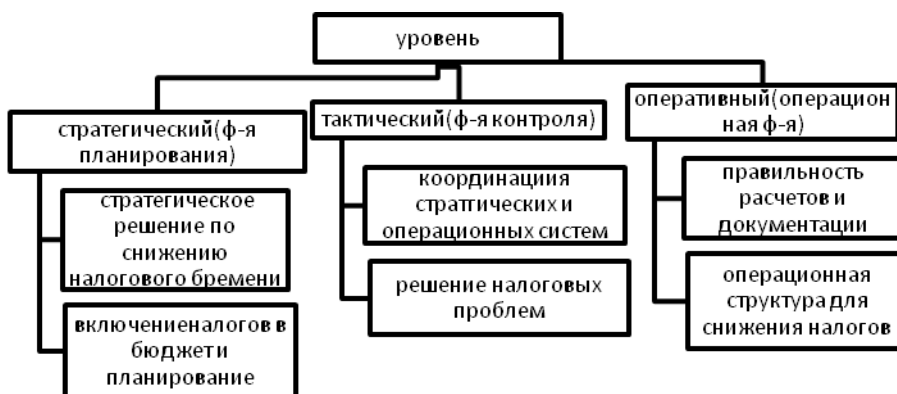 уровень
стратегический(ф-я
планирования)
стратегическое
решение по
снижению
налогового бремени
включениеналогов в
бюджет и
планирование
тактический(ф-я контроля)
координациия
стратгических и
операционных систем
решение налоговых
проблем
оперативный(операцион
ная ф-я)
правильность
расчетов и
документации
операционная
структура для
снижения налогов